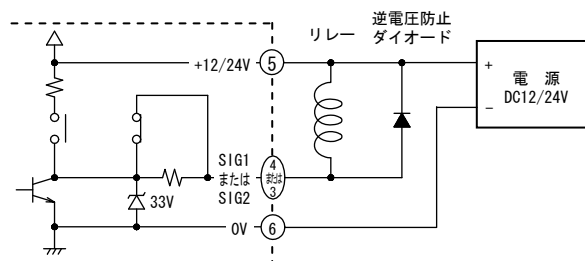 逆電圧防止
リレー ダイオード
+12/24V 5
+
電 源
DC12/24V
−
SIG1
または
SIG2
4
または
3
33V
0V 6